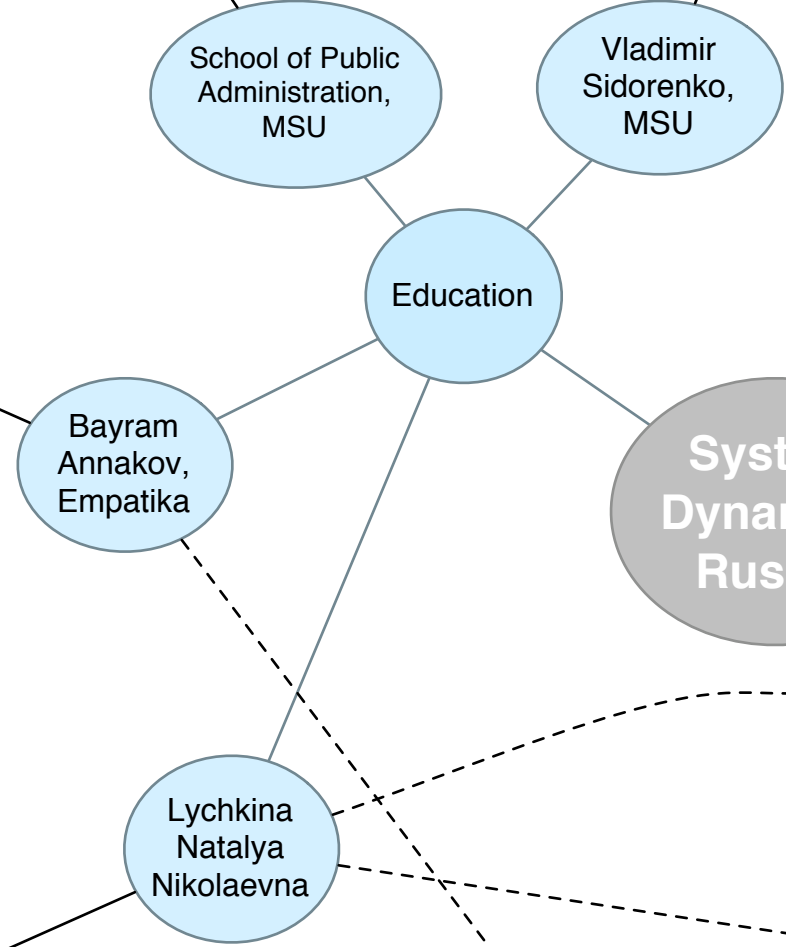 School of Public
Administration,
MSU
Vladimir
Sidorenko,
MSU
Education
Bayram
Annakov,
Empatika
Lychkina
Natalya
Nikolaevna